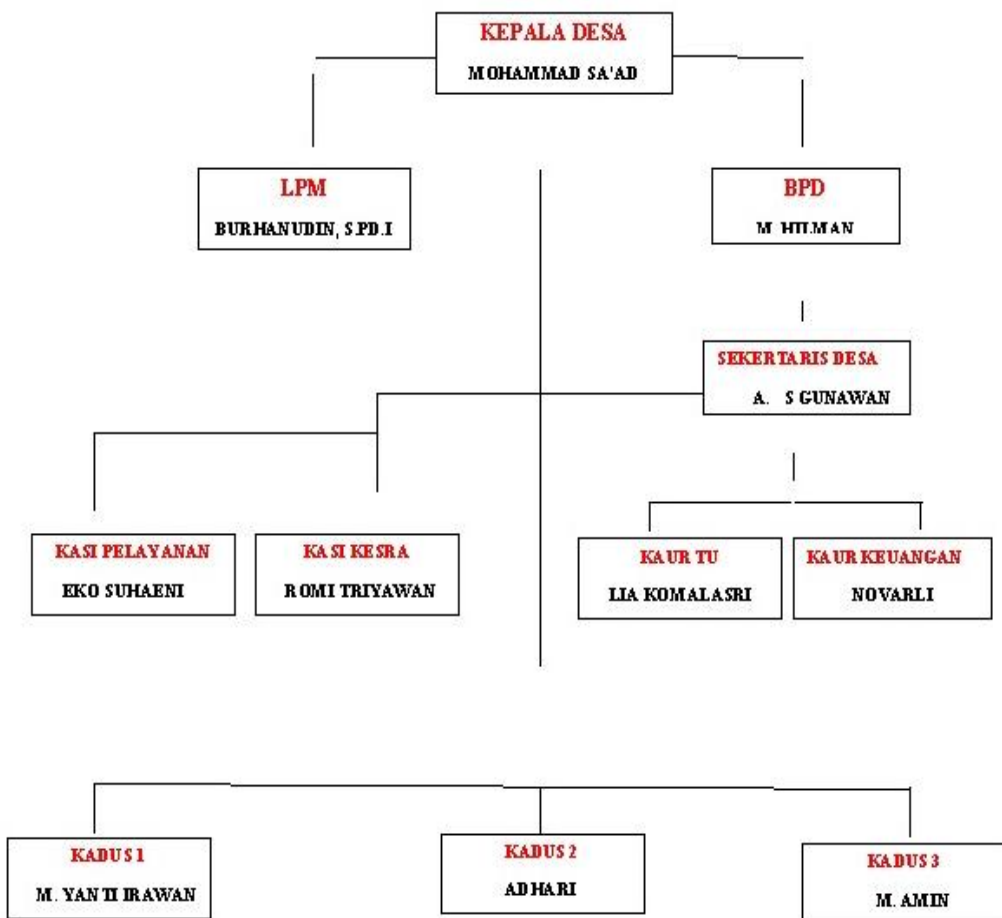 KEPALA DESA
MOHAMMAD SA'AD
LPM
BURHANUDIN, S.PD.I
BPD
M. HILMAN
SEKERTARIS DESA
A. S GUNAWAN
KASI PELAYANAN
EKO SUHAENI
KASI KESRA
ROMI TRIYAWAN
KAUR TU
LIA KOMALASRI
KAUR KEUANGAN
NOVARLI
KADUS 1
M. YANTI IRAWAN
KADUS 2
ADHARI
KADUS 3
M. AMIN